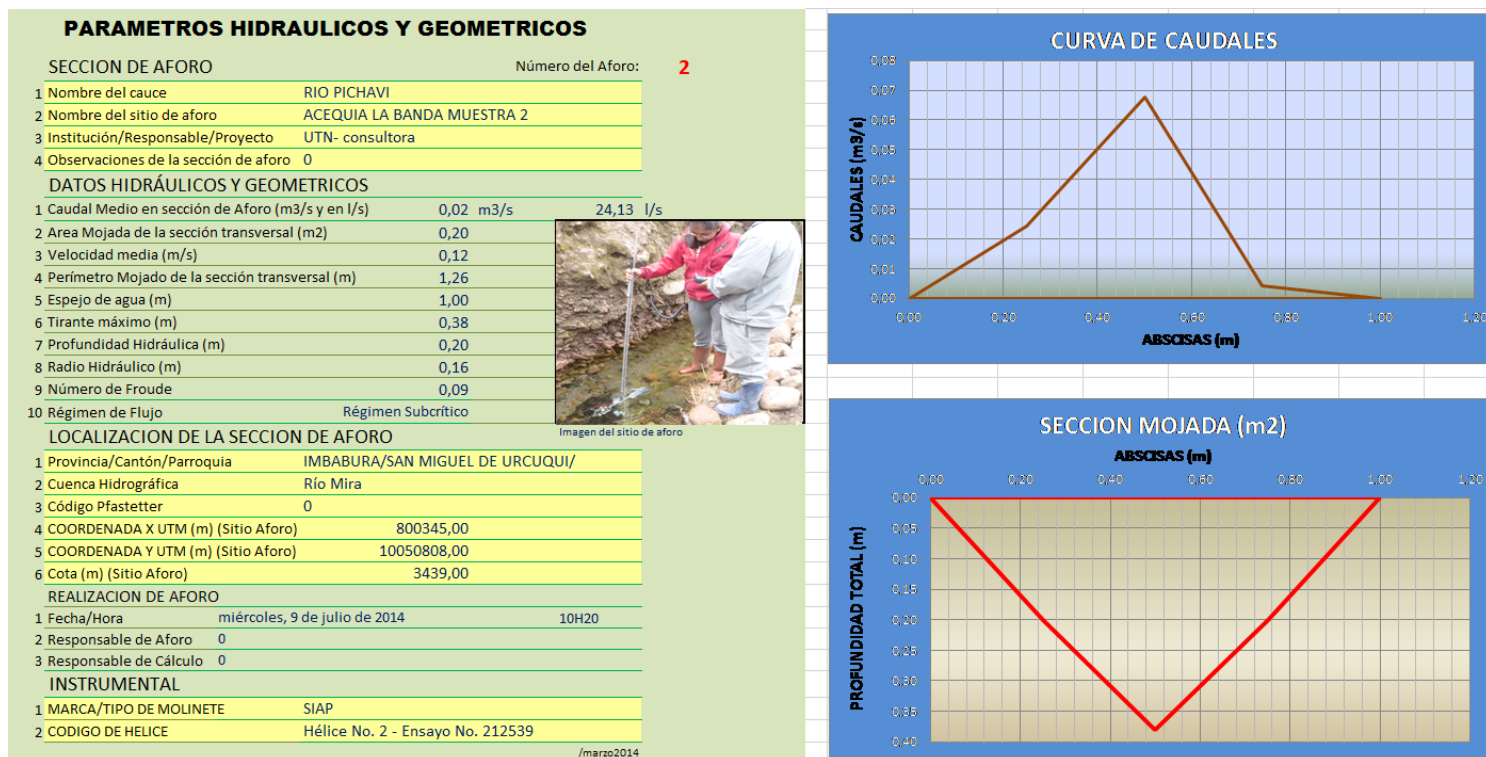 PARAMETROS HIDRAULICOS Y GEOMETRICOS
SECCION DE AFORO Número del Aforo: 2
1 Nombre del cauce RIO PICHAVI
2 Nombre del sitio de aforo ACEQUIA LA BANDA MUESTRA 2
3 Institución/Responsable/Proyecto UTN- consultora
4 Observaciones de la sección de aforo 0
DATOS HIDRÁULICOS Y GEOMETRICOS
1 Caudal Medio en sección de Aforo (m3/s y en l/s) 0,02 m3/s 24,13 l/s
2 Area Mojada de la sección transversal (m2) 0,20
3 Velocidad media (m/s) 0,12
4 Perímetro Mojado de la sección transversal (m) 1,26
5 Espejo de agua (m) 1,00
6 Tirante máximo (m) 0,38
7 Profundidad Hidráulica (m) 0,20
8 Radio Hidráulico (m) 0,16
9 Número de Froude 0,09
10 Régimen de Flujo Régimen Subcrítico
Imagen del sitio de aforo
LOCALIZACION DE LA SECCION DE AFORO
1 Provincia/Cantón/Parroquia IMBABURA/SAN MIGUEL DE URCUQUI/
2 Cuenca Hidrográfica Río Mira
3 Código Pfastetter 0
4 COORDENADA X UTM (m) (Sitio Aforo) 800345,00
5 COORDENADA Y UTM (m) (Sitio Aforo) 10050808,00
6 Cota (m) (Sitio Aforo) 3439,00
REALIZACION DE AFORO
1 Fecha/Hora miércoles, 9 de julio de 2014 10H20
2 Responsable de Aforo 0
3 Responsable de Cálculo 0
INSTRUMENTAL
1 MARCA/TIPO DE MOLINETE SIAP
2 CODIGO DE HELICE Hélice No. 2 - Ensayo No. 212539
/marzo2014
CURVA DE CAUDALES
CAUDALES (m3/s)
0,08
0,07
0,06
0,05
0,04
0,03
0,02
0,01
0,00
0,00 0,20 0,40 0,60 0,80 1,00 1,20
ABSCISAS (m)
SECCION MOJADA (m2)
ABSCISAS (m)
0,00 0,20 0,40 0,60 0,80 1,00 1,20
PROFUNDIDAD TOTAL (m)
0,00
0,05
0,10
0,15
0,20
0,25
0,30
0,35
0,40